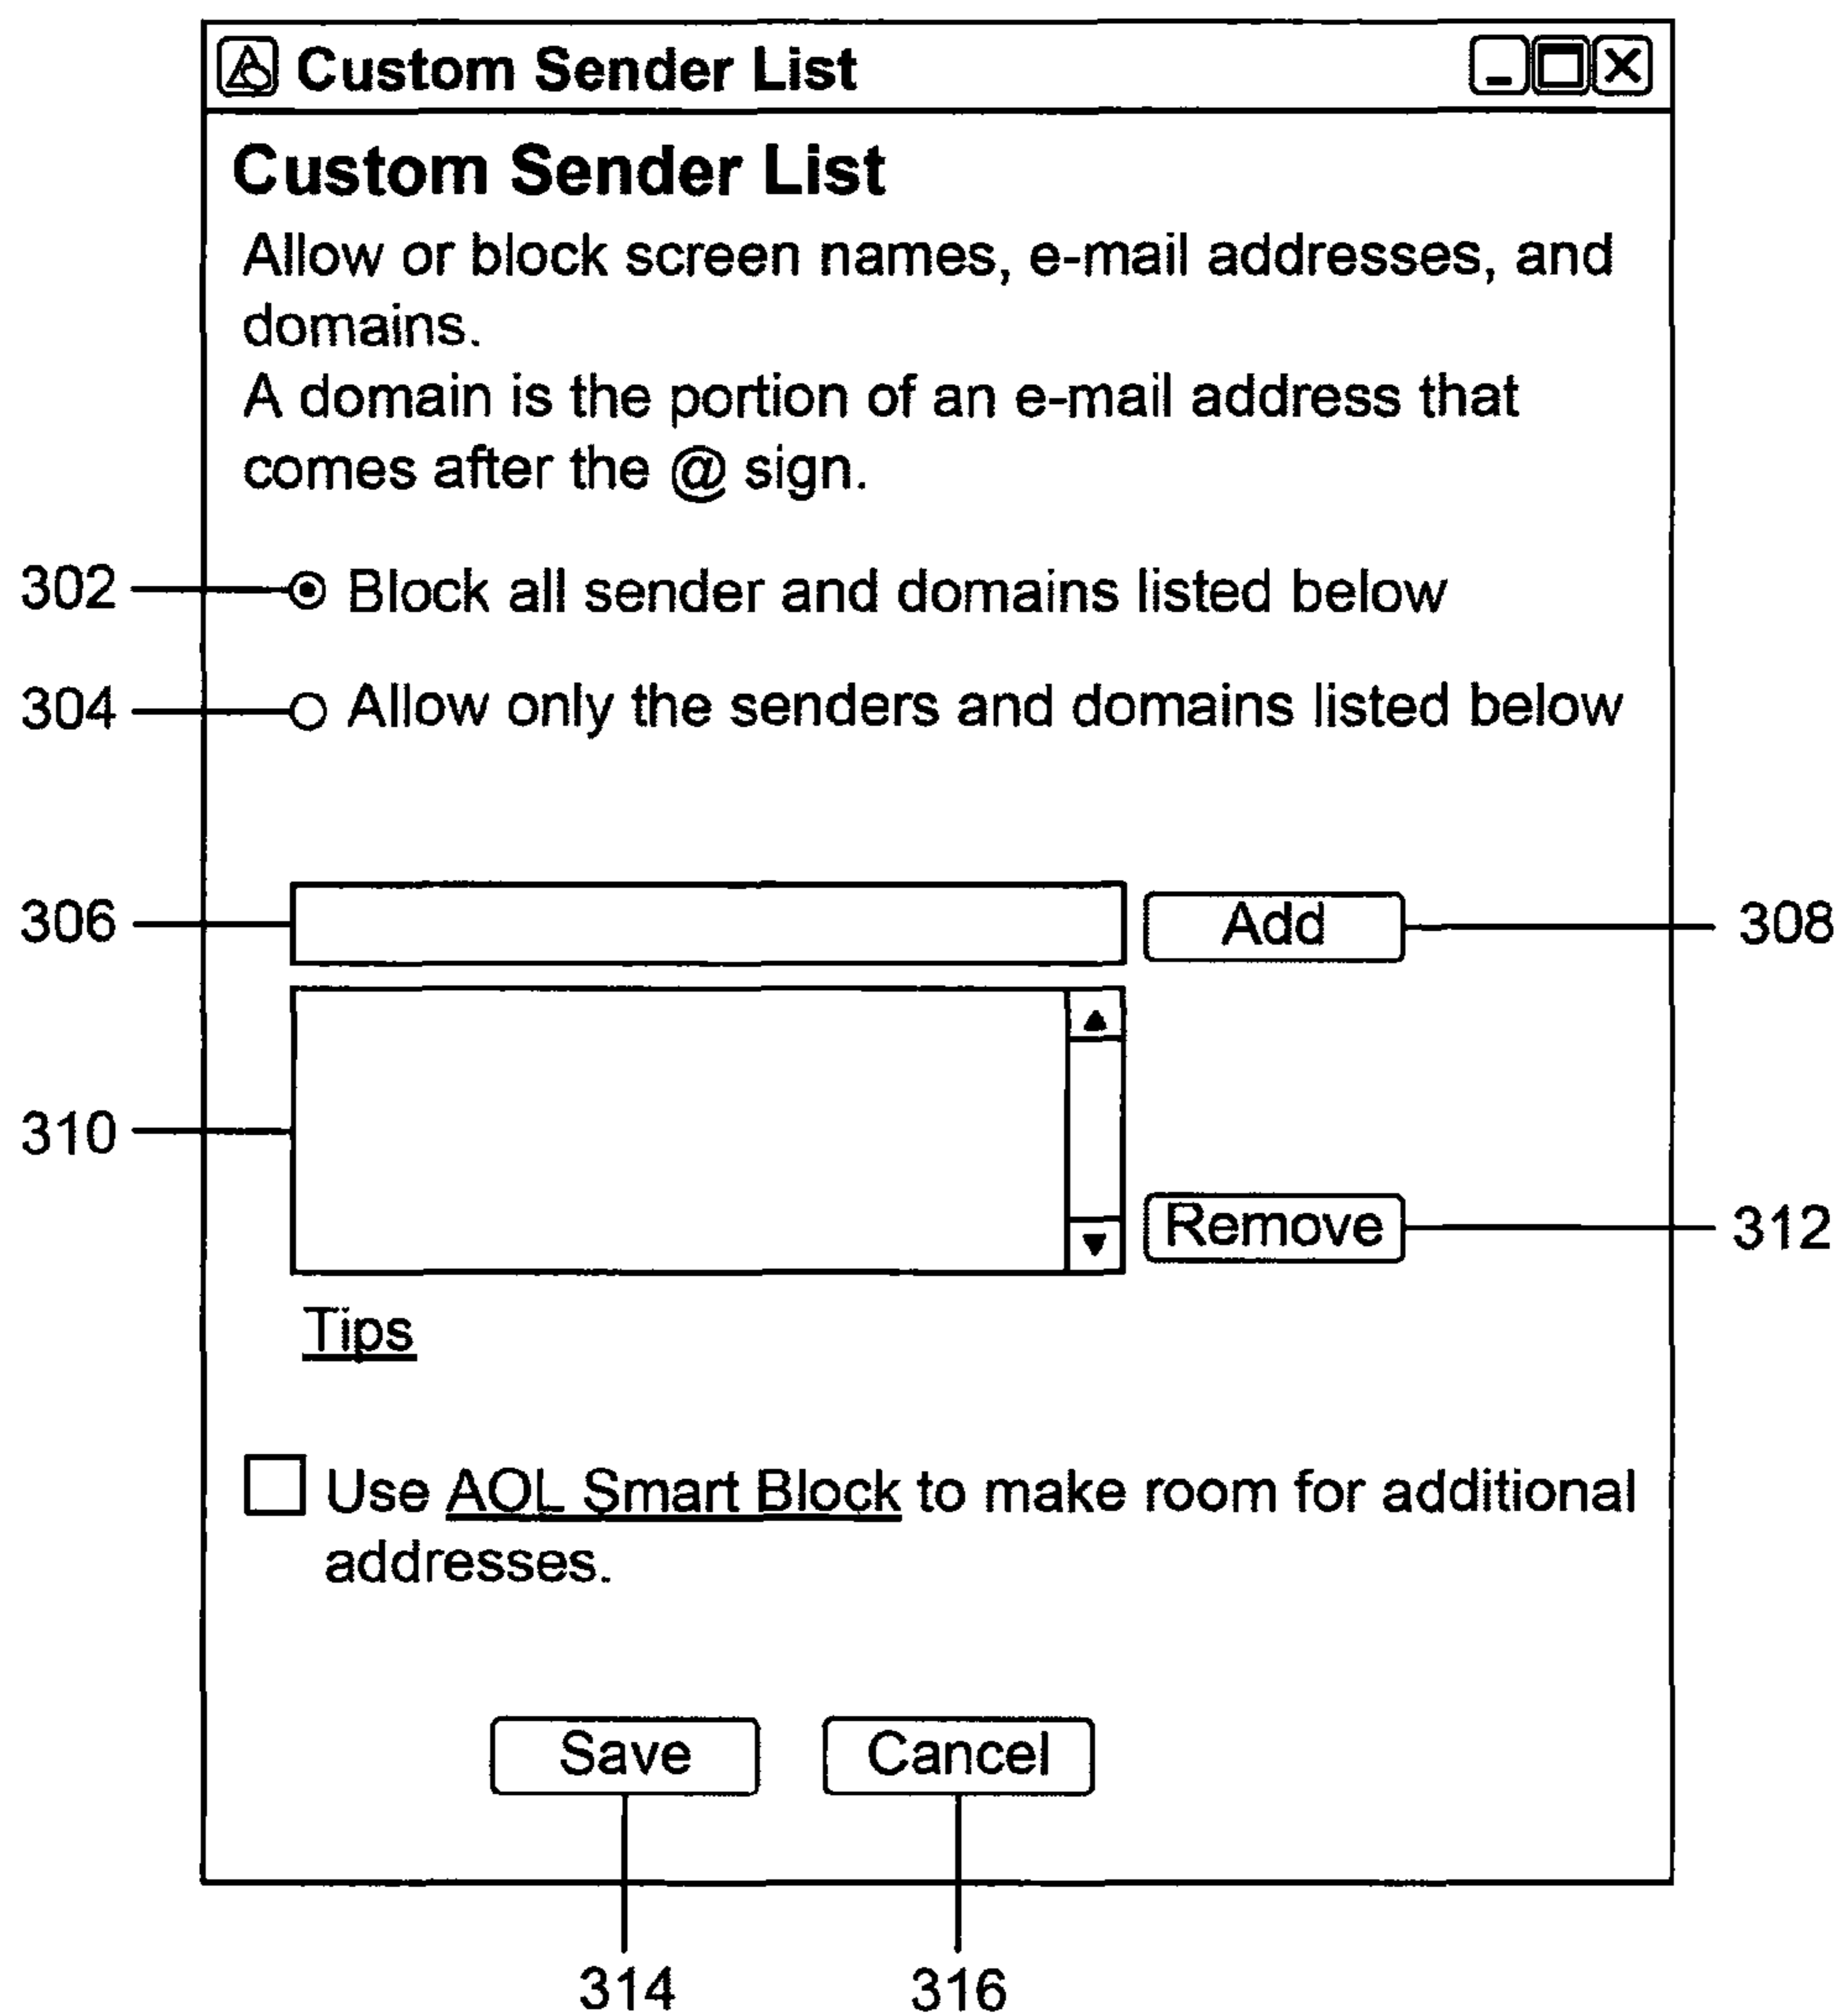 Custom Sender List
Custom Sender List
Allow or block screen names, e-mail addresses, and
domains.
A domain is the portion of an e-mail address that
comes after the @ sign.
302
Block all sender and domains listed below
304
Allow only the senders and domains listed below
306
Add
308
310
Remove
312
Tips
Use AOL Smart Block to make room for additional
addresses.
Save
Cancel
314
316